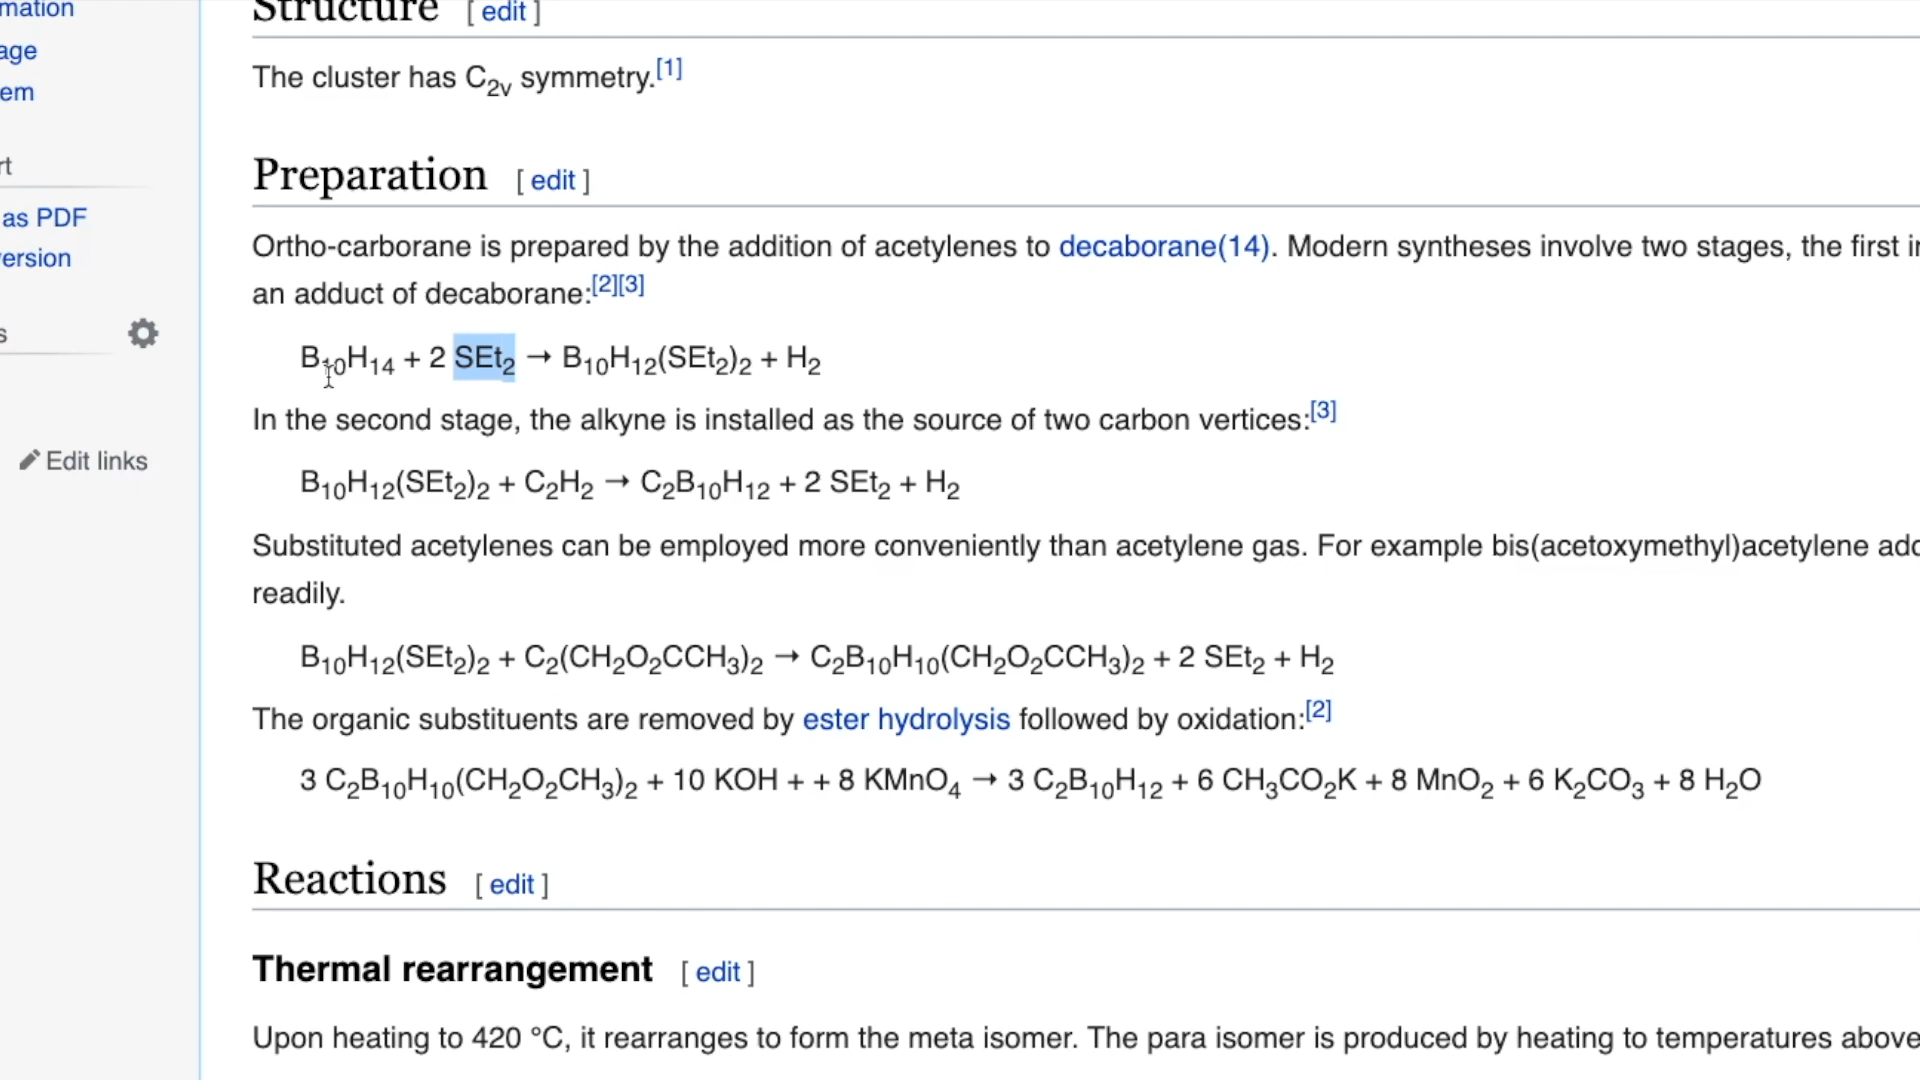 mation
age
em
rt
as PDF
ersion
s
Edit links
Structure [ edit ]
The cluster has C₂ᵥ symmetry.[1]
Preparation [ edit ]
Ortho-carborane is prepared by the addition of acetylenes to decaborane(14). Modern syntheses involve two stages, the first i
an adduct of decaborane:[2][3]
B₁₀H₁₄ + 2 SEt₂ → B₁₀H₁₂(SEt₂)₂ + H₂
In the second stage, the alkyne is installed as the source of two carbon vertices:[3]
B₁₀H₁₂(SEt₂)₂ + C₂H₂ → C₂B₁₀H₁₂ + 2 SEt₂ + H₂
Substituted acetylenes can be employed more conveniently than acetylene gas. For example bis(acetoxymethyl)acetylene add
readily.
B₁₀H₁₂(SEt₂)₂ + C₂(CH₂O₂CCH₃)₂ → C₂B₁₀H₁₀(CH₂O₂CCH₃)₂ + 2 SEt₂ + H₂
The organic substituents are removed by ester hydrolysis followed by oxidation:[2]
3 C₂B₁₀H₁₀(CH₂O₂CH₃)₂ + 10 KOH + + 8 KMnO₄ → 3 C₂B₁₀H₁₂ + 6 CH₃CO₂K + 8 MnO₂ + 6 K₂CO₃ + 8 H₂O
Reactions [ edit ]
Thermal rearrangement [ edit ]
Upon heating to 420 °C, it rearranges to form the meta isomer. The para isomer is produced by heating to temperatures above